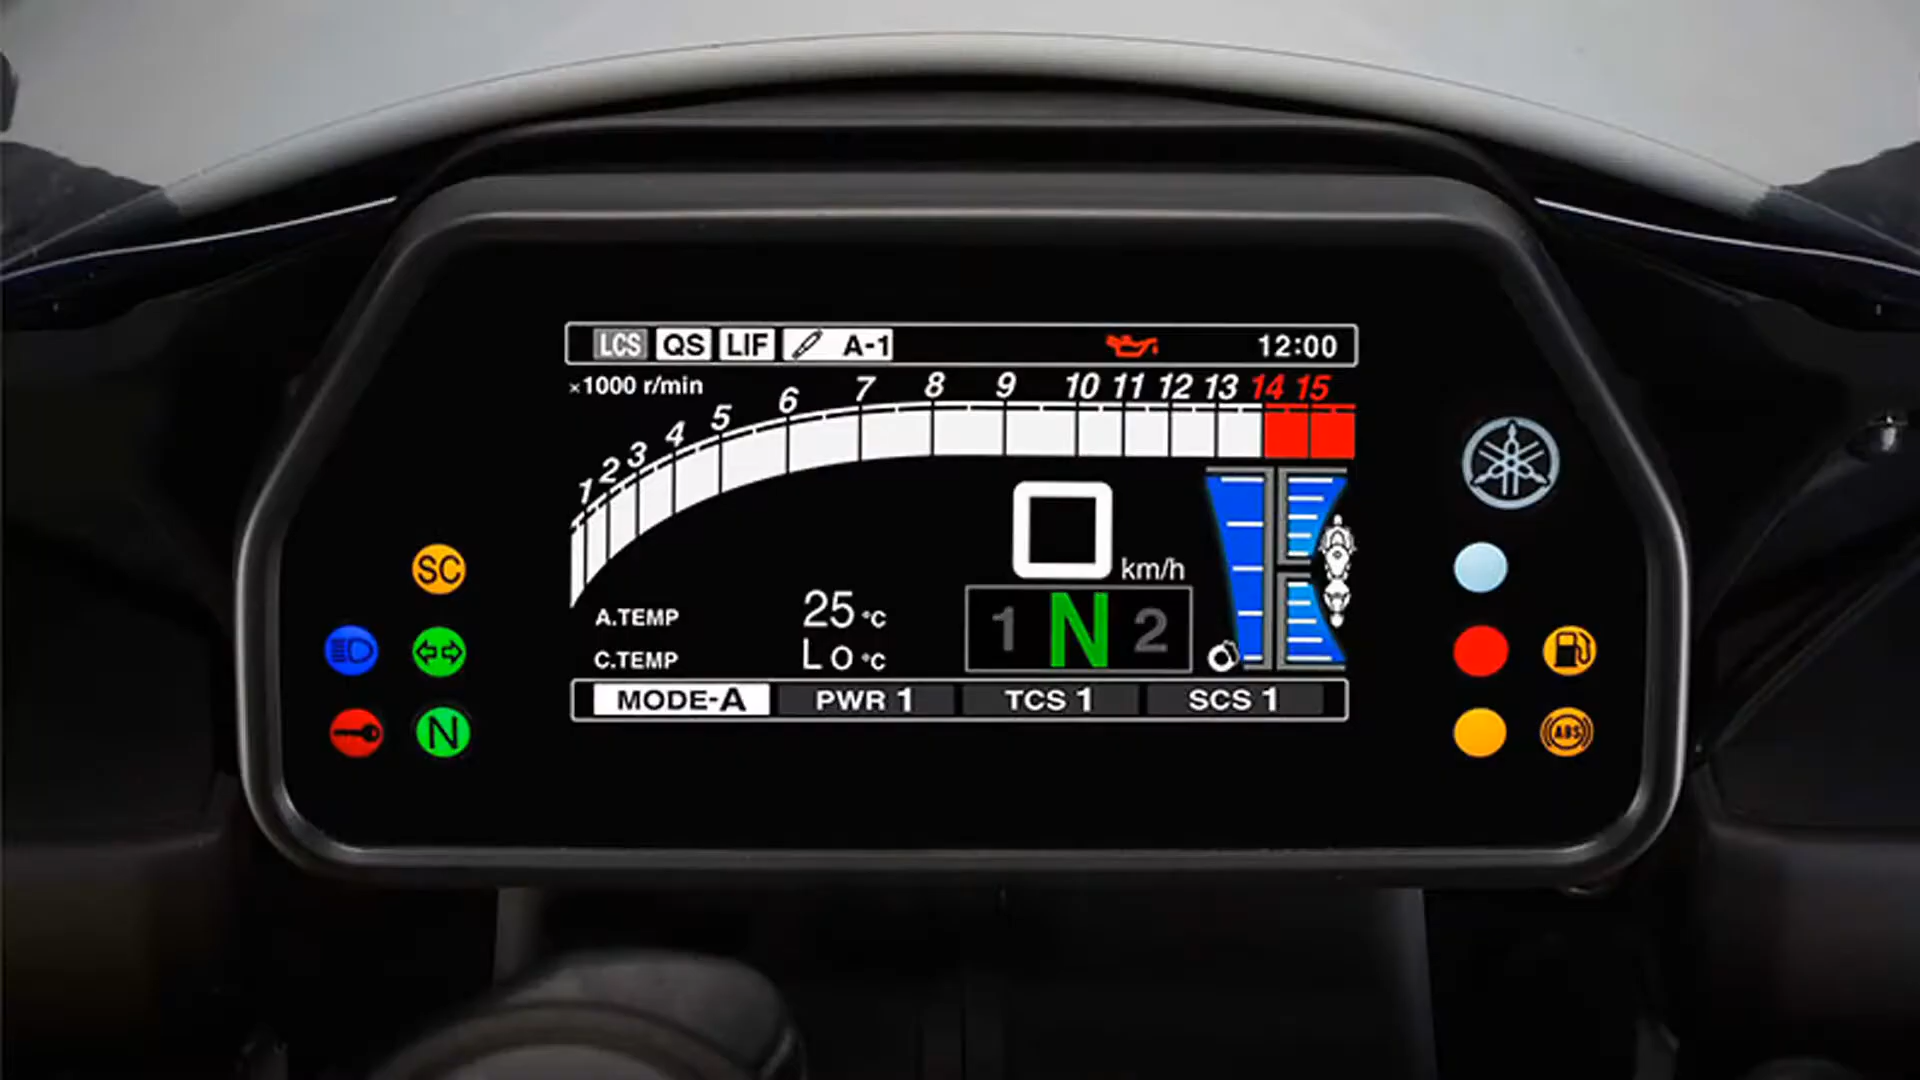 LCS QS LIF A-1 12:00
×1000 r/min
1 2 3 4 5 6 7 8 9 10 11 12 13 14 15
0 km/h
SC
A.TEMP 25 °C
1 N 2
C.TEMP Lo °C
MODE-A PWR 1 TCS 1 SCS 1
N
ABS